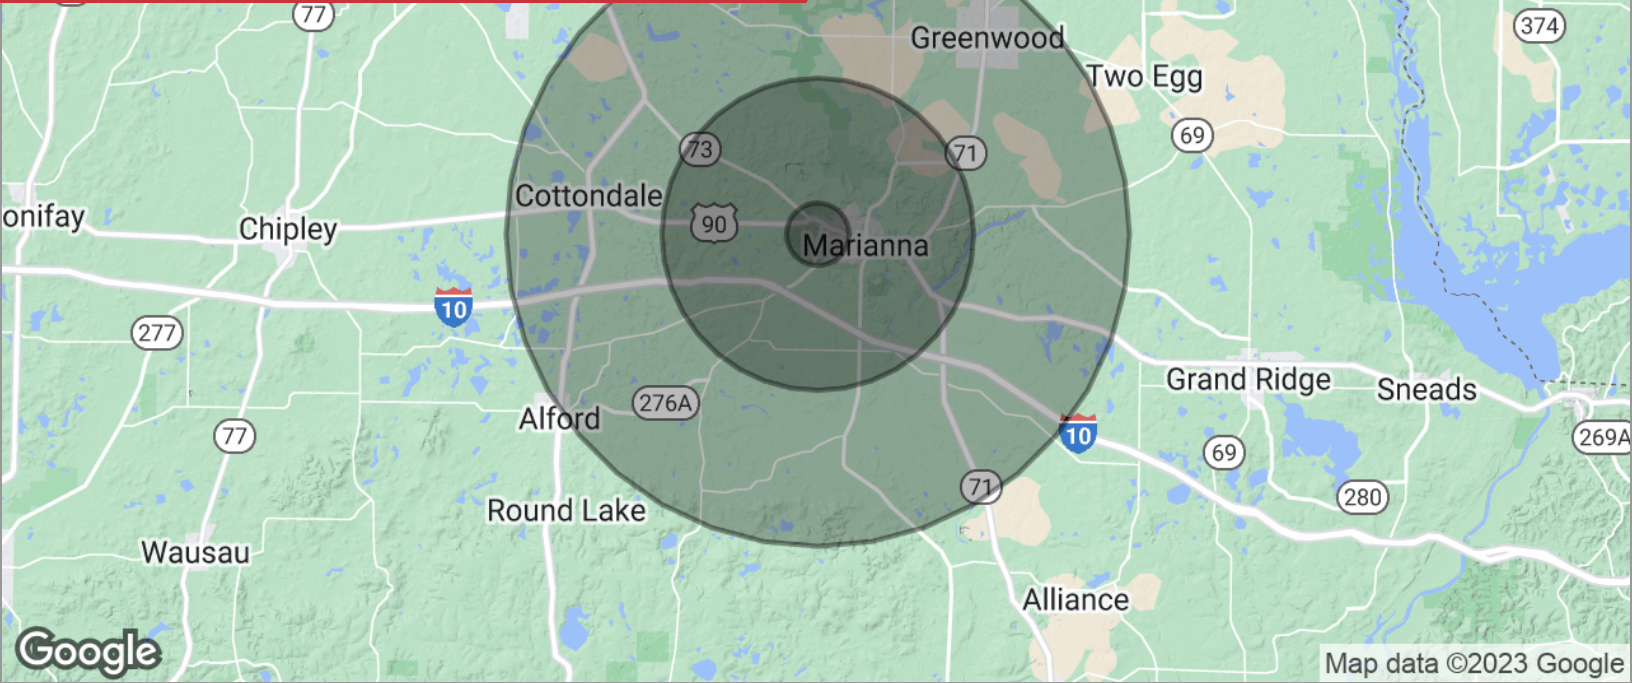 77
374
Greenwood
Two Egg
69
73
71
Cottondale
90
onifay
Chipley
Marianna
10
277
Grand Ridge
Sneads
276A
Alford
77
10
269A
69
71
280
Round Lake
Wausau
Alliance
Google
Map data ©2023 Google